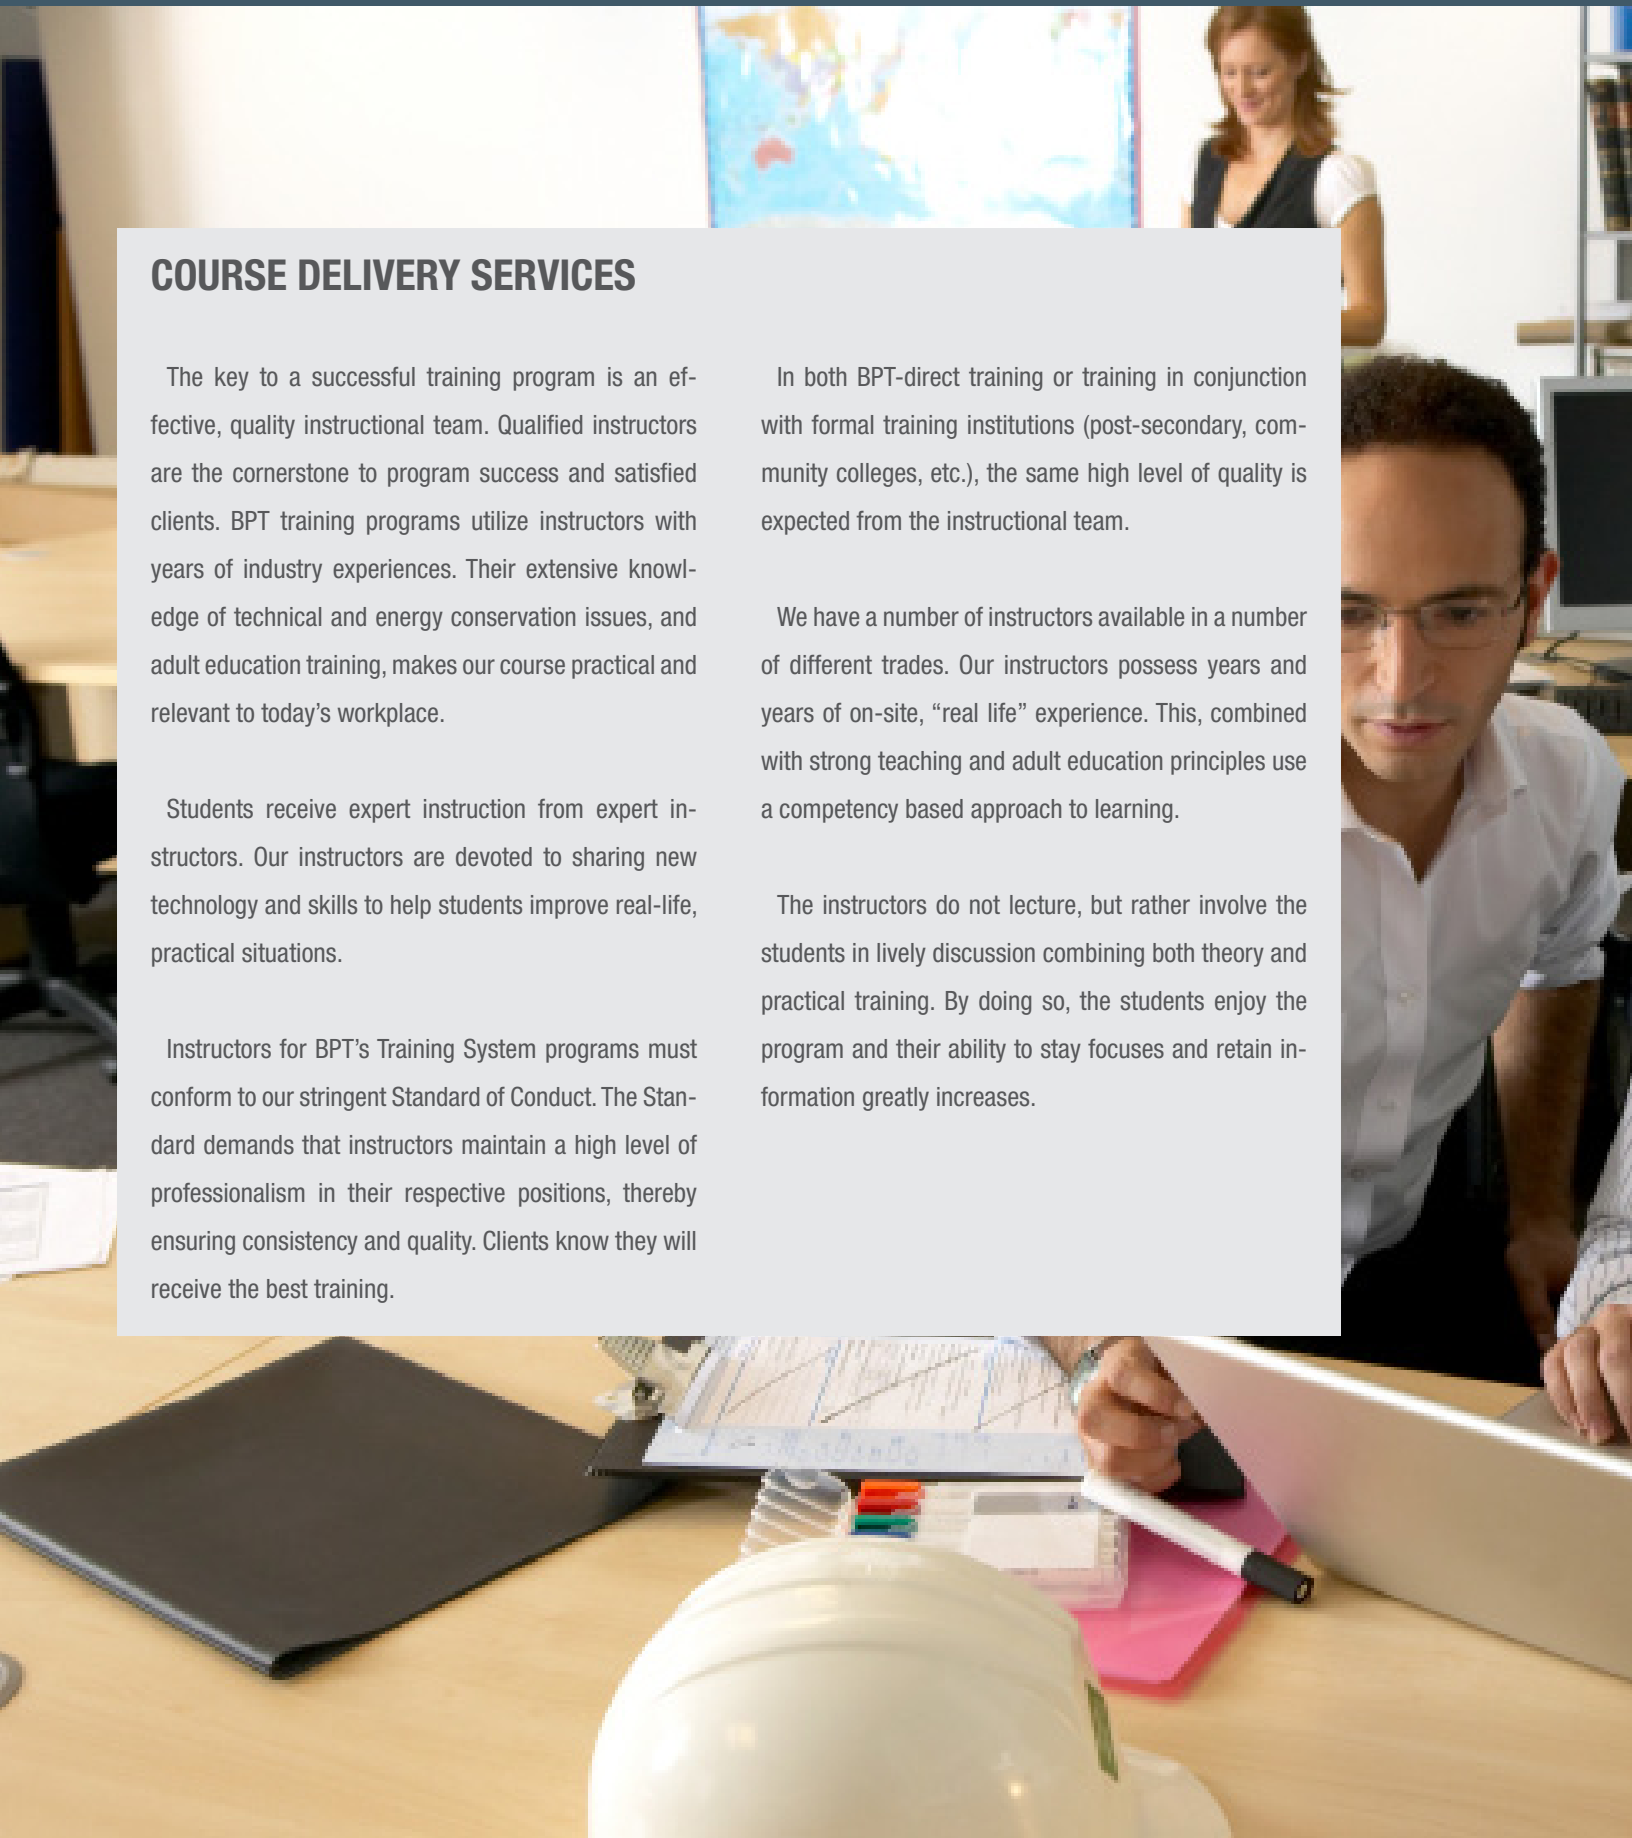 COURSE DELIVERY SERVICES
The key to a successful training program is an ef-
fective, quality instructional team. Qualified instructors
are the cornerstone to program success and satisfied
clients. BPT training programs utilize instructors with
years of industry experiences. Their extensive knowl-
edge of technical and energy conservation issues, and
adult education training, makes our course practical and
relevant to today’s workplace.
Students receive expert instruction from expert in-
structors. Our instructors are devoted to sharing new
technology and skills to help students improve real-life,
practical situations.
Instructors for BPT’s Training System programs must
conform to our stringent Standard of Conduct. The Stan-
dard demands that instructors maintain a high level of
professionalism in their respective positions, thereby
ensuring consistency and quality. Clients know they will
receive the best training.
In both BPT-direct training or training in conjunction
with formal training institutions (post-secondary, com-
munity colleges, etc.), the same high level of quality is
expected from the instructional team.
We have a number of instructors available in a number
of different trades. Our instructors possess years and
years of on-site, “real life” experience. This, combined
with strong teaching and adult education principles use
a competency based approach to learning.
The instructors do not lecture, but rather involve the
students in lively discussion combining both theory and
practical training. By doing so, the students enjoy the
program and their ability to stay focuses and retain in-
formation greatly increases.